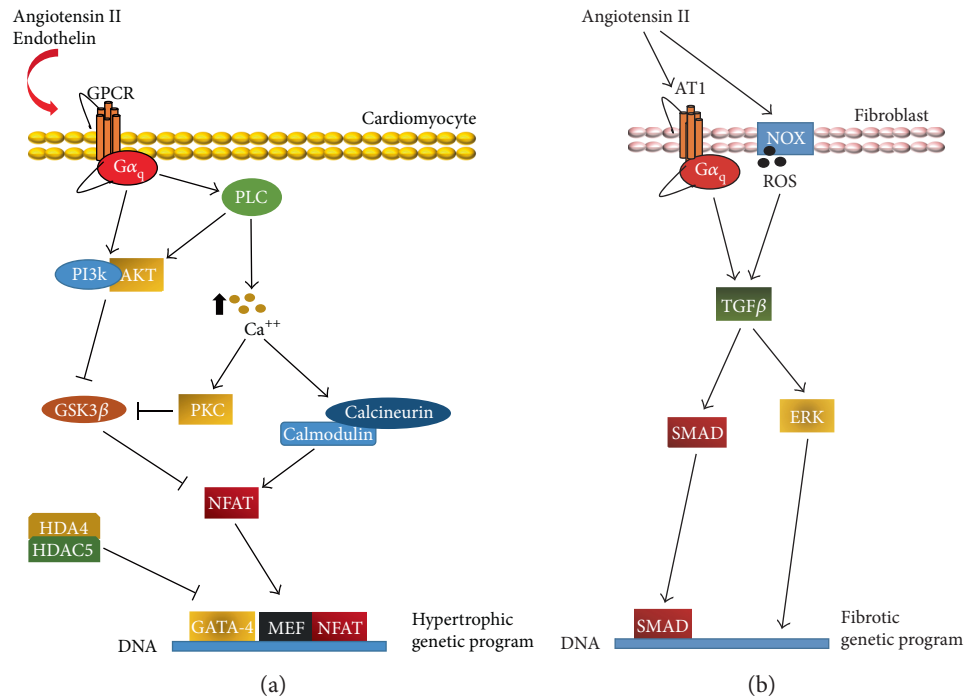 Angiotensin II
Endothelin
GPCR
Cardiomyocyte
Gαq
PLC
PI3k
AKT
Ca++
GSK3β
PKC
Calcineurin
Calmodulin
NFAT
HDA4
HDAC5
GATA-4
MEF
NFAT
DNA
Hypertrophic
genetic program
(a)
Angiotensin II
AT1
Fibroblast
NOX
Gαq
ROS
TGFβ
SMAD
ERK
SMAD
DNA
Fibrotic
genetic program
(b)